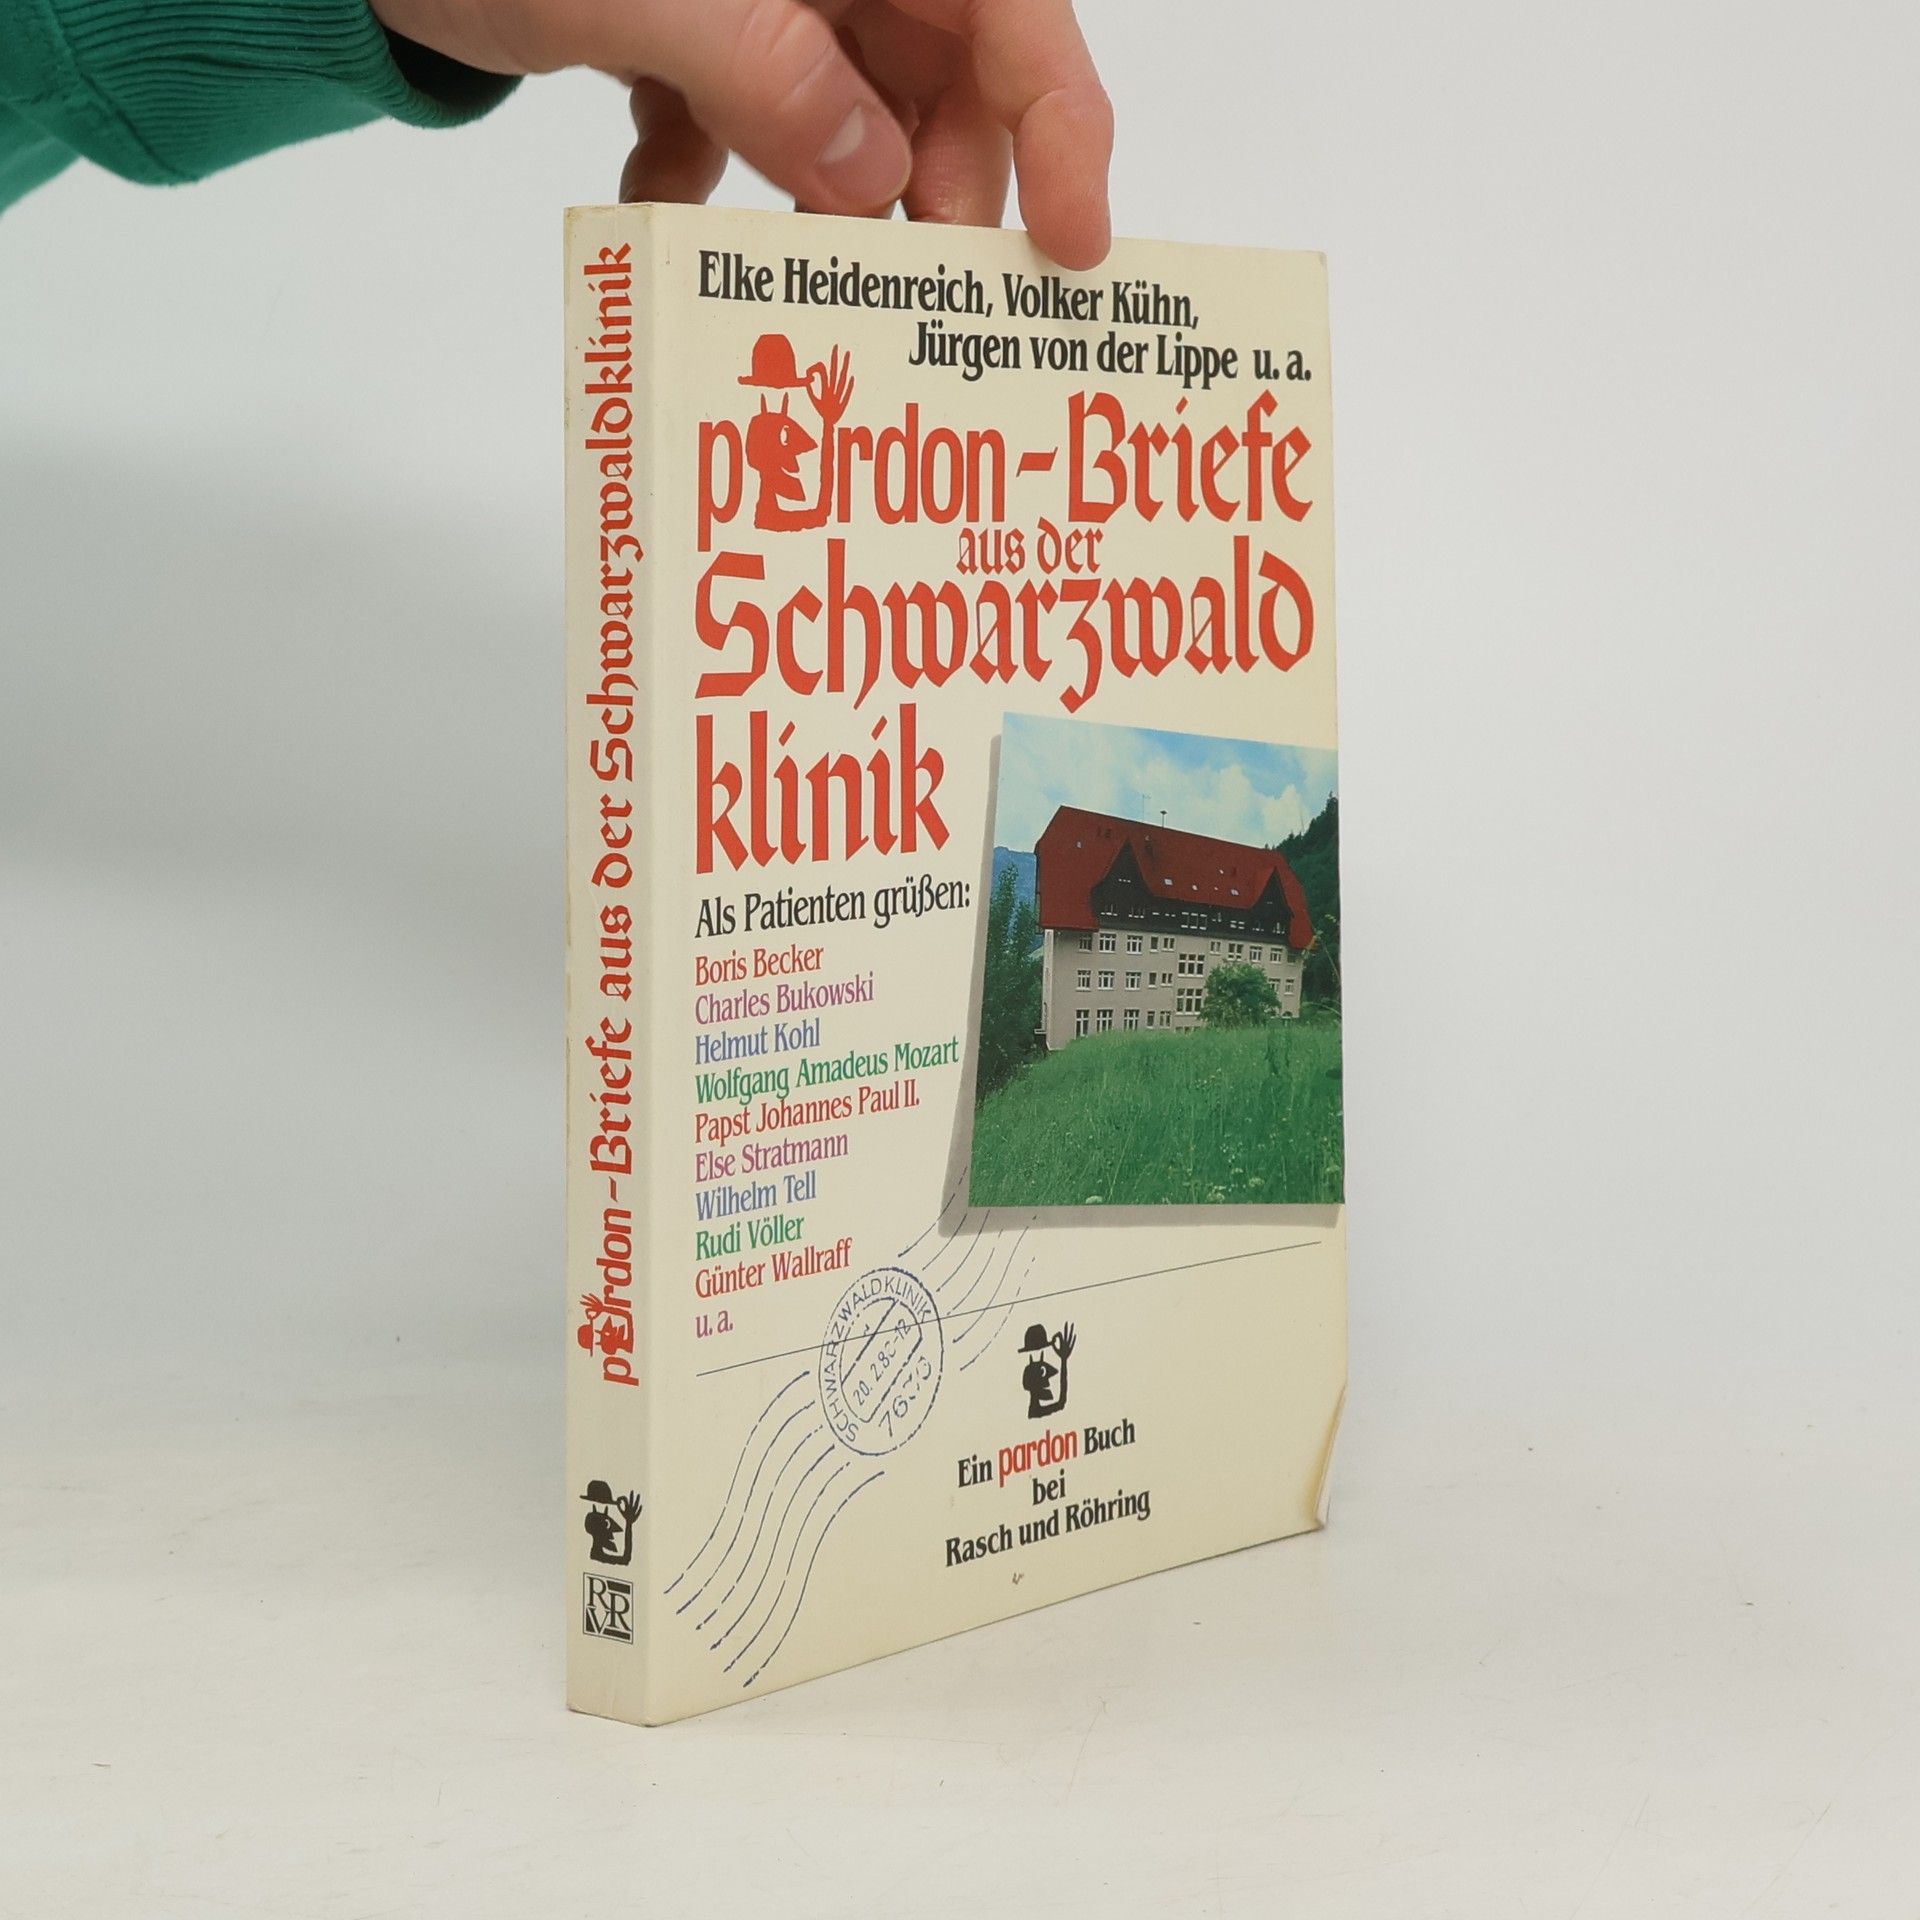 Elke Heidenreich, Volker Kühn,
Jürgen von der Lippe u. a.
pardon-Briefe
aus der
Schwarzwald
klinik
Als Patienten grüßen:
Boris Becker
Charles Bukowski
Helmut Kohl
Wolfgang Amadeus Mozart
Papst Johannes Paul II.
Else Stratmann
Wilhelm Tell
Rudi Völler
Günter Wallraff
u. a.
SCHWARZWALDKLINIK
Ein pardon Buch
bei
Rasch und Röhring
pardon-Briefe aus der Schwarzwaldklinik
RRV